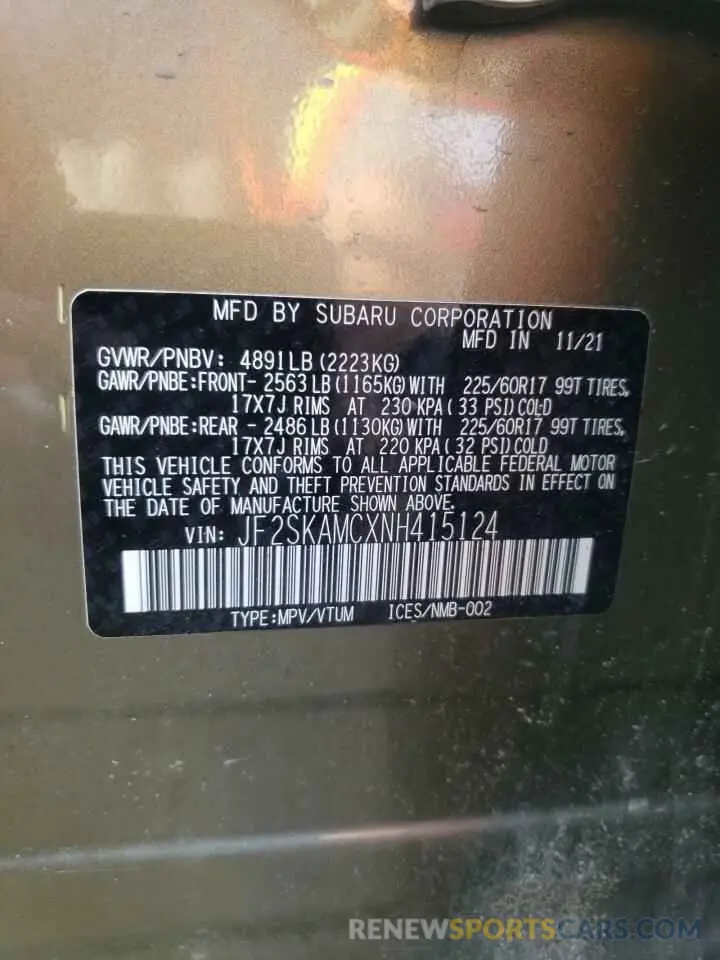 MFD BY SUBARU CORPORATION
MFD IN 11/21
GVWR/PNBV: 4891LB (2223KG)
GAWR/PNBE:FRONT- 2563 LB (1165KG) WITH 225/60R17 99T TIRES,
17X7J RIMS AT 230 KPA ( 33 PSI) COLD
GAWR/PNBE:REAR - 2486 LB (1130KG) WITH 225/60R17 99T TIRES,
17X7J RIMS AT 220 KPA ( 32 PSI) COLD
THIS VEHICLE CONFORMS TO ALL APPLICABLE FEDERAL MOTOR
VEHICLE SAFETY AND THEFT PREVENTION STANDARDS IN EFFECT ON
THE DATE OF MANUFACTURE SHOWN ABOVE.
VIN: JF2SKAMCXNH415124
TYPE:MPV/VTUM ICES/NMB-002
RENEWSPORTSCARS.COM